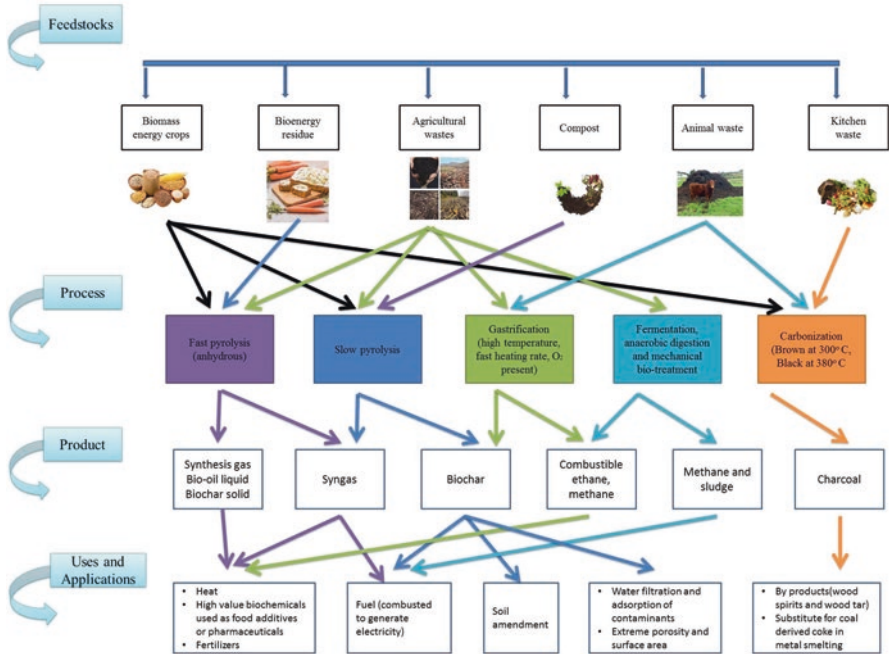 Feedstocks
Biomass
energy crops
Bioenergy
residue
Agricultural
wastes
Compost
Animal waste
Kitchen
waste
Process
Fast pyrolysis
(anhydrous)
Slow pyrolysis
Gastrification
(high temperature,
fast heating rate, O₂
present)
Fermentation,
anaerobic digestion
and mechanical
bio-treatment
Carbonization
(Brown at 300° C,
Black at 380° C
Product
Synthesis gas
Bio-oil liquid
Biochar solid
Syngas
Biochar
Combustible
ethane,
methane
Methane and
sludge
Charcoal
Uses and
Applications
• Heat
• High value biochemicals
used as food additives
or pharmaceuticals
• Fertilizers
Fuel (combusted
to generate
electricity)
Soil
amendment
• Water filtration and
adsorption of
contaminants
• Extreme porosity and
surface area
• By products(wood
spirits and wood tar)
• Substitute for coal
derived coke in
metal smelting